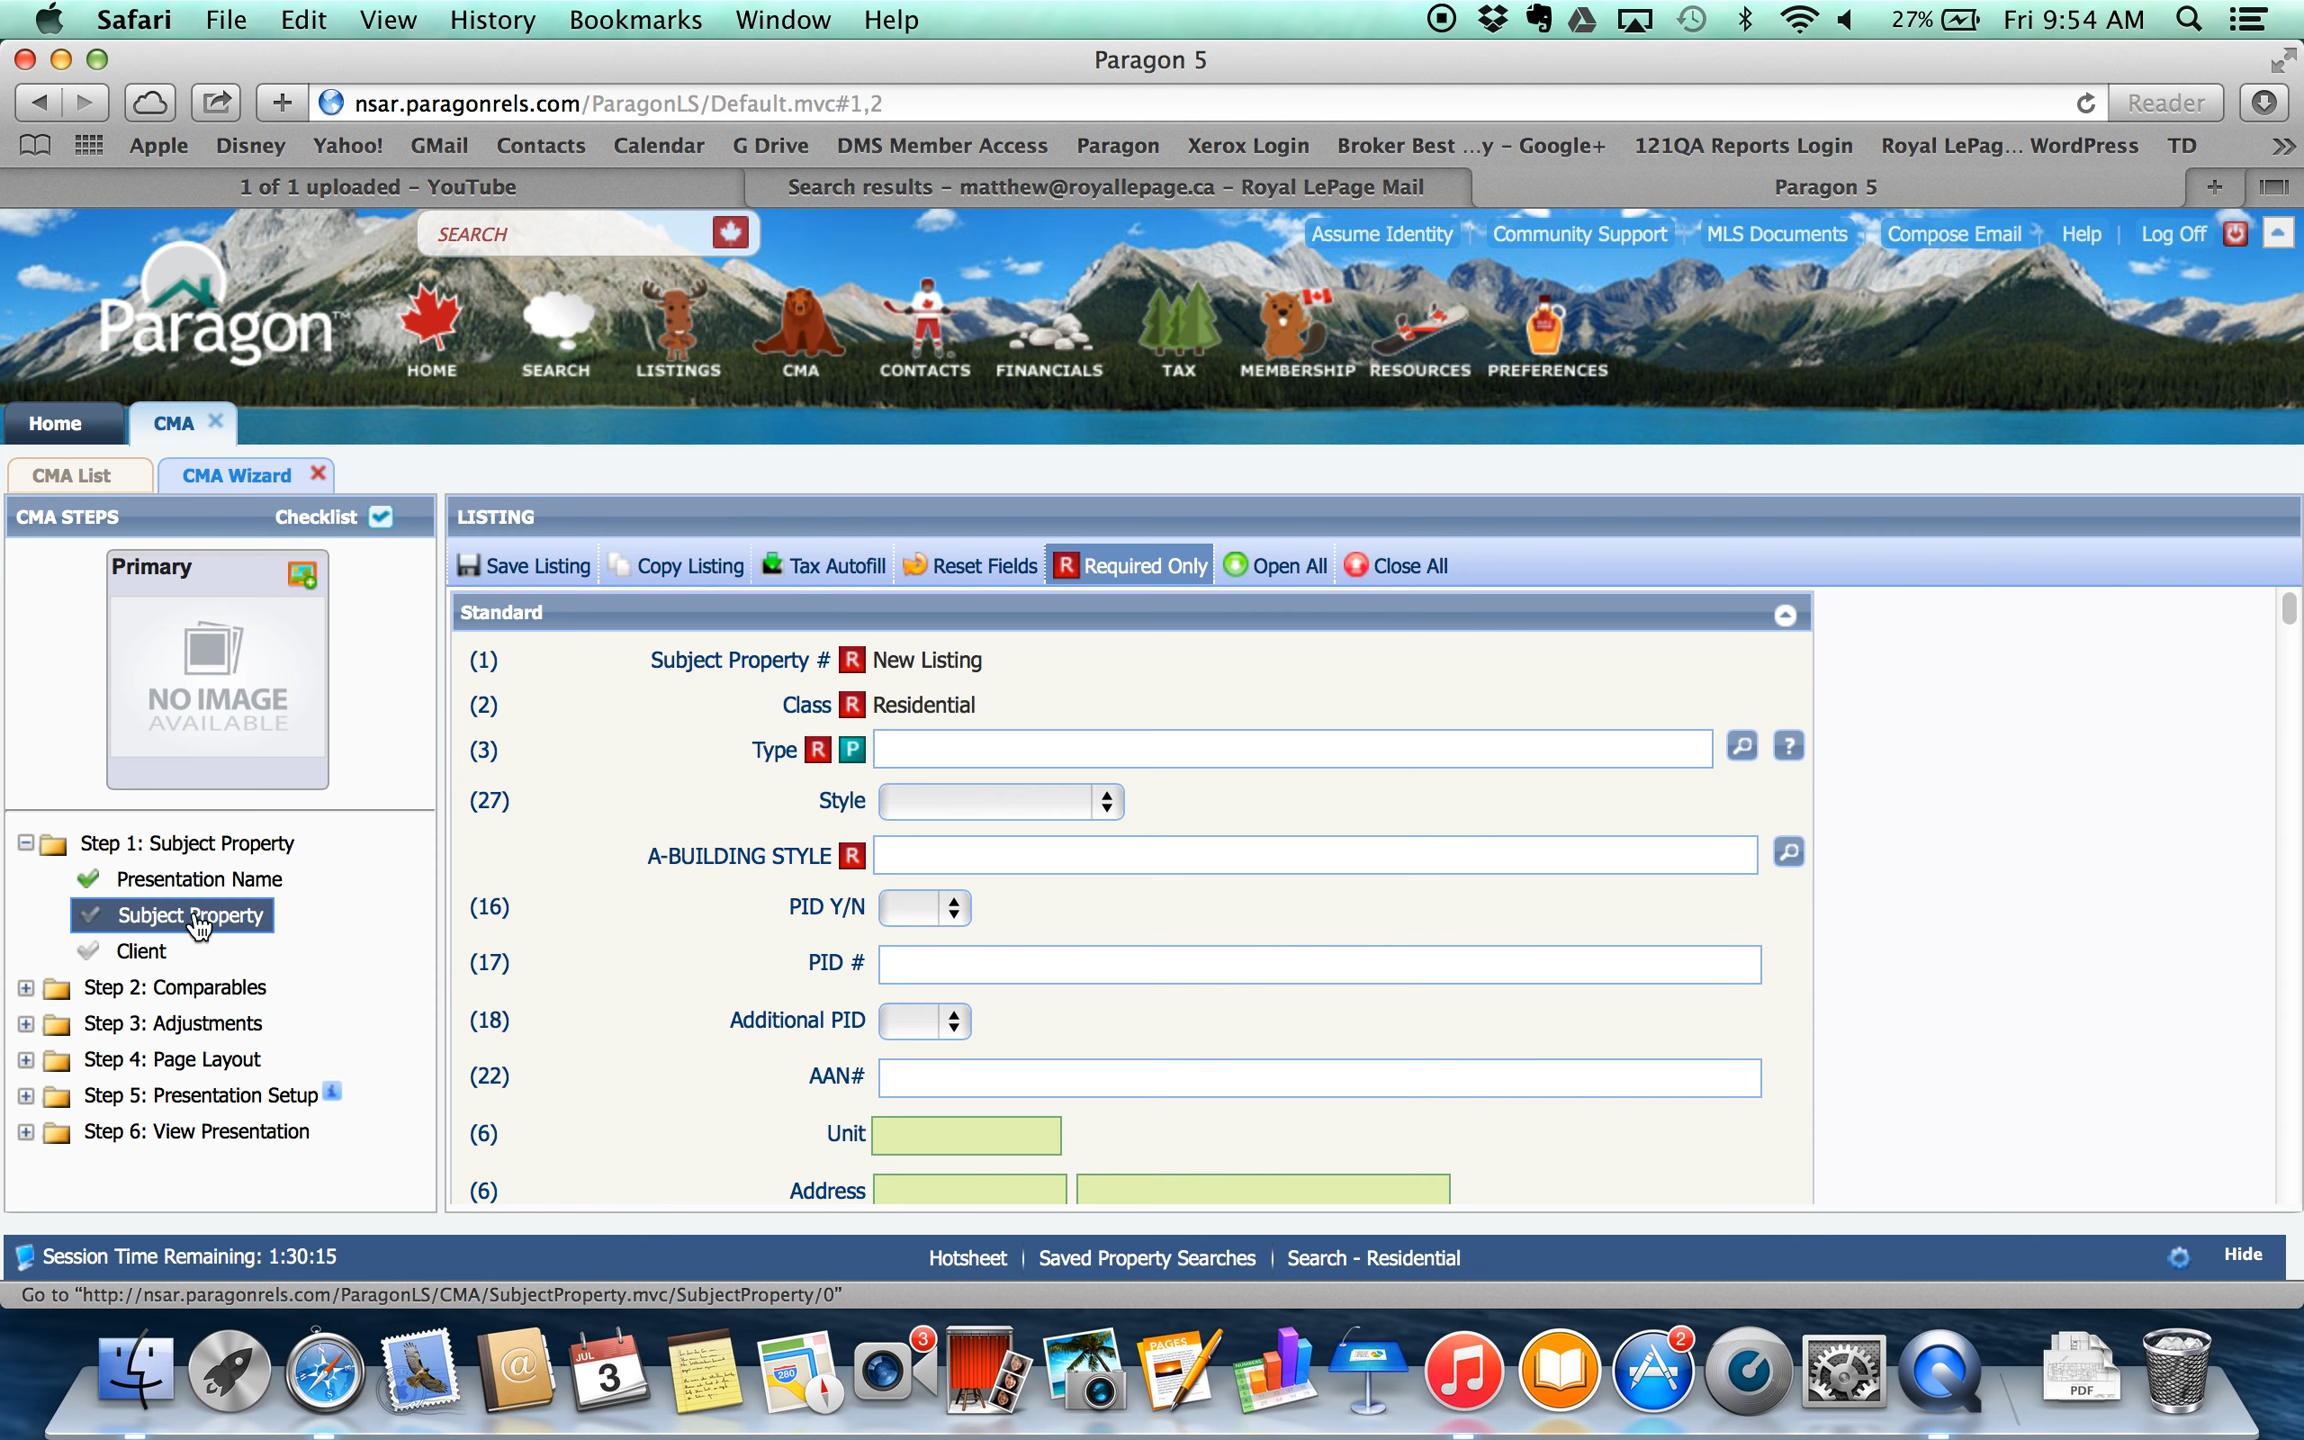 Safari File Edit View History Bookmarks Window Help 27% Fri 9:54 AM
Paragon 5
nsar.paragonrels.com/ParagonLS/Default.mvc#1,2 Reader
Apple Disney Yahoo! GMail Contacts Calendar G Drive DMS Member Access Paragon Xerox Login Broker Best ...y – Google+ 121QA Reports Login Royal LePag... WordPress TD
1 of 1 uploaded – YouTube Search results – matthew@royallepage.ca – Royal LePage Mail Paragon 5
SEARCH Assume Identity Community Support MLS Documents Compose Email Help | Log Off
Paragon™
HOME SEARCH LISTINGS CMA CONTACTS FINANCIALS TAX MEMBERSHIP RESOURCES PREFERENCES
Home CMA
CMA List CMA Wizard
CMA STEPS Checklist
Primary
NO IMAGE
AVAILABLE
Step 1: Subject Property
Presentation Name
Subject Property
Client
Step 2: Comparables
Step 3: Adjustments
Step 4: Page Layout
Step 5: Presentation Setup
Step 6: View Presentation
LISTING
Save Listing Copy Listing Tax Autofill Reset Fields R Required Only Open All Close All
Standard
(1) Subject Property # R New Listing
(2) Class R Residential
(3) Type R P ?
(27) Style
A-BUILDING STYLE R
(16) PID Y/N
(17) PID #
(18) Additional PID
(22) AAN#
(6) Unit
(6) Address
Session Time Remaining: 1:30:15 Hotsheet | Saved Property Searches | Search - Residential Hide
Go to “http://nsar.paragonrels.com/ParagonLS/CMA/SubjectProperty.mvc/SubjectProperty/0”
@ JUL 3 280 3 PAGES NUMBERS 2 PDF